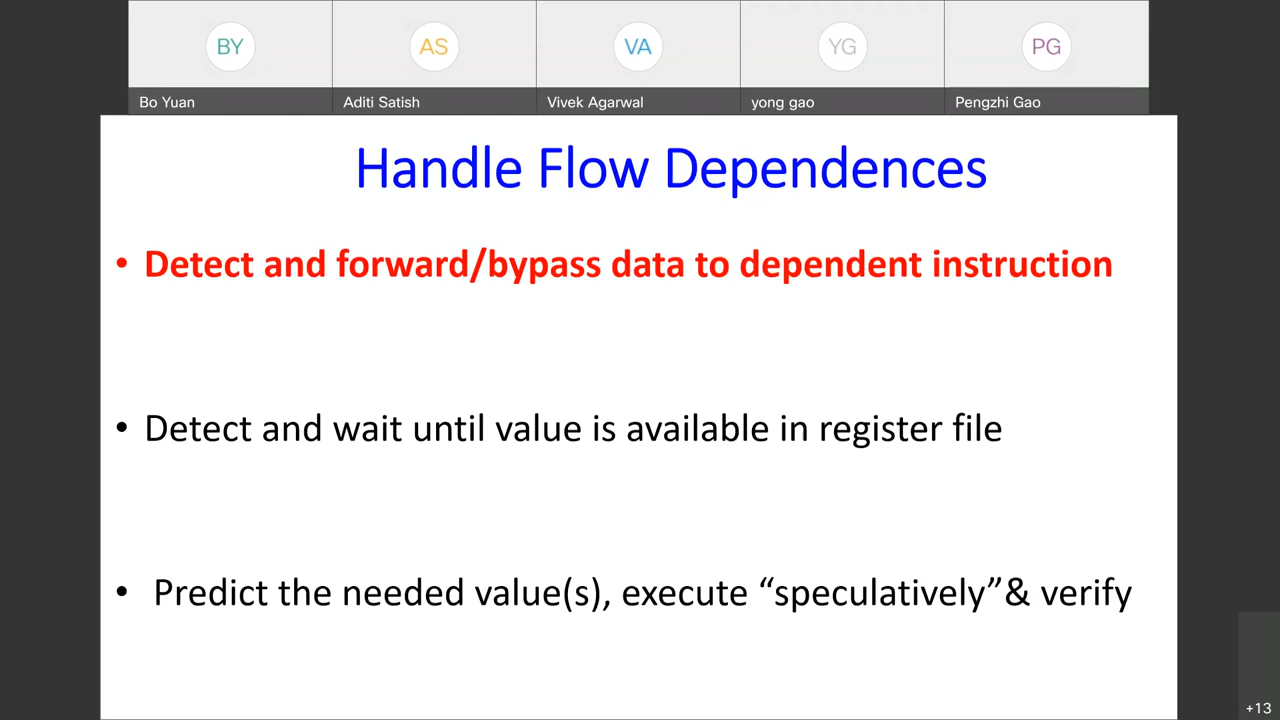 BY
AS
VA
YG
PG
Bo Yuan
Aditi Satish
Vivek Agarwal
yong gao
Pengzhi Gao
Handle Flow Dependences
• Detect and forward/bypass data to dependent instruction
• Detect and wait until value is available in register file
• Predict the needed value(s), execute “speculatively”& verify
+13